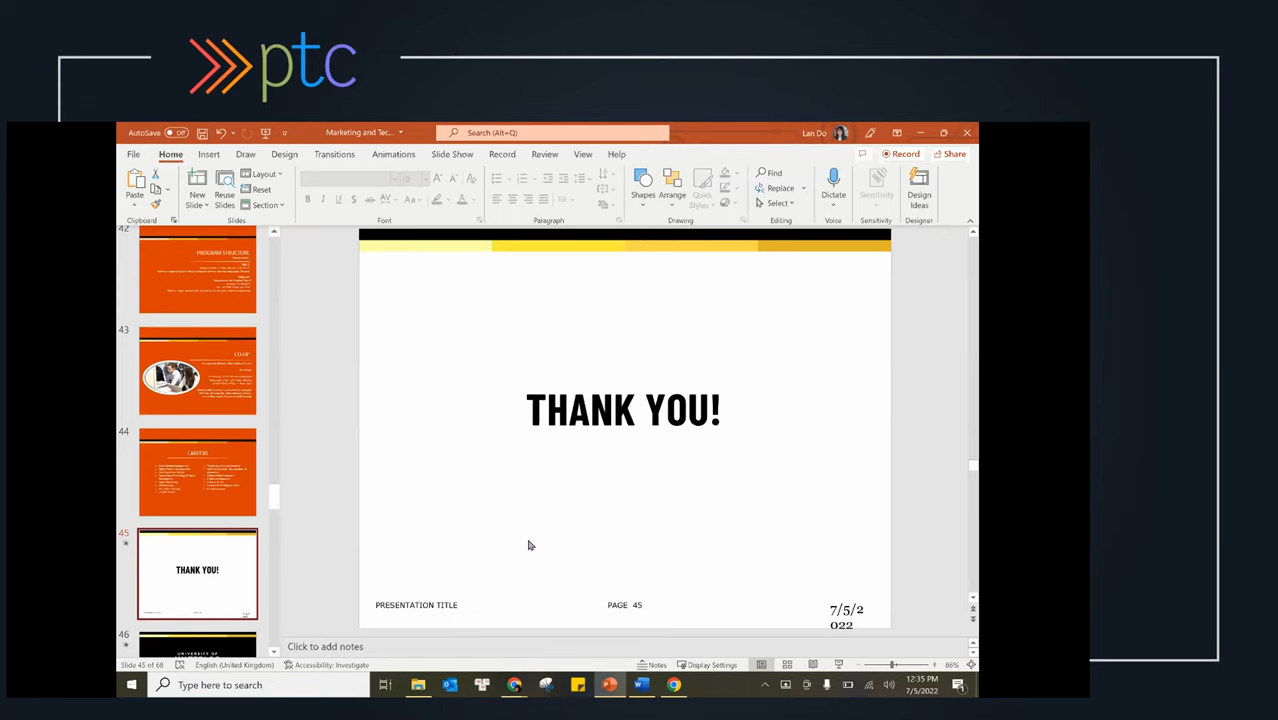 ptc
AutoSave Off
Marketing and Tec...
Search (Alt+Q)
Lan Do
File Home Insert Draw Design Transitions Animations Slide Show Record Review View Help
Record Share
Paste
New Slide
Reuse Slides
Layout
Reset
Section
Shapes Arrange Quick Styles
Find
Replace
Select
Dictate
Sensitivity
Design Ideas
Clipboard Slides Font Paragraph Drawing Editing Voice Sensitivity Designer
42
PROGRAM STRUCTURE
43
CO-OP
44
CAREERS
45
THANK YOU!
46
UNIVERSITY OF
THANK YOU!
PRESENTATION TITLE
PAGE 45
7/5/2
022
Click to add notes
Slide 45 of 68
English (United Kingdom)
Accessibility: Investigate
Notes
Display Settings
86%
Type here to search
12:35 PM
7/5/2022